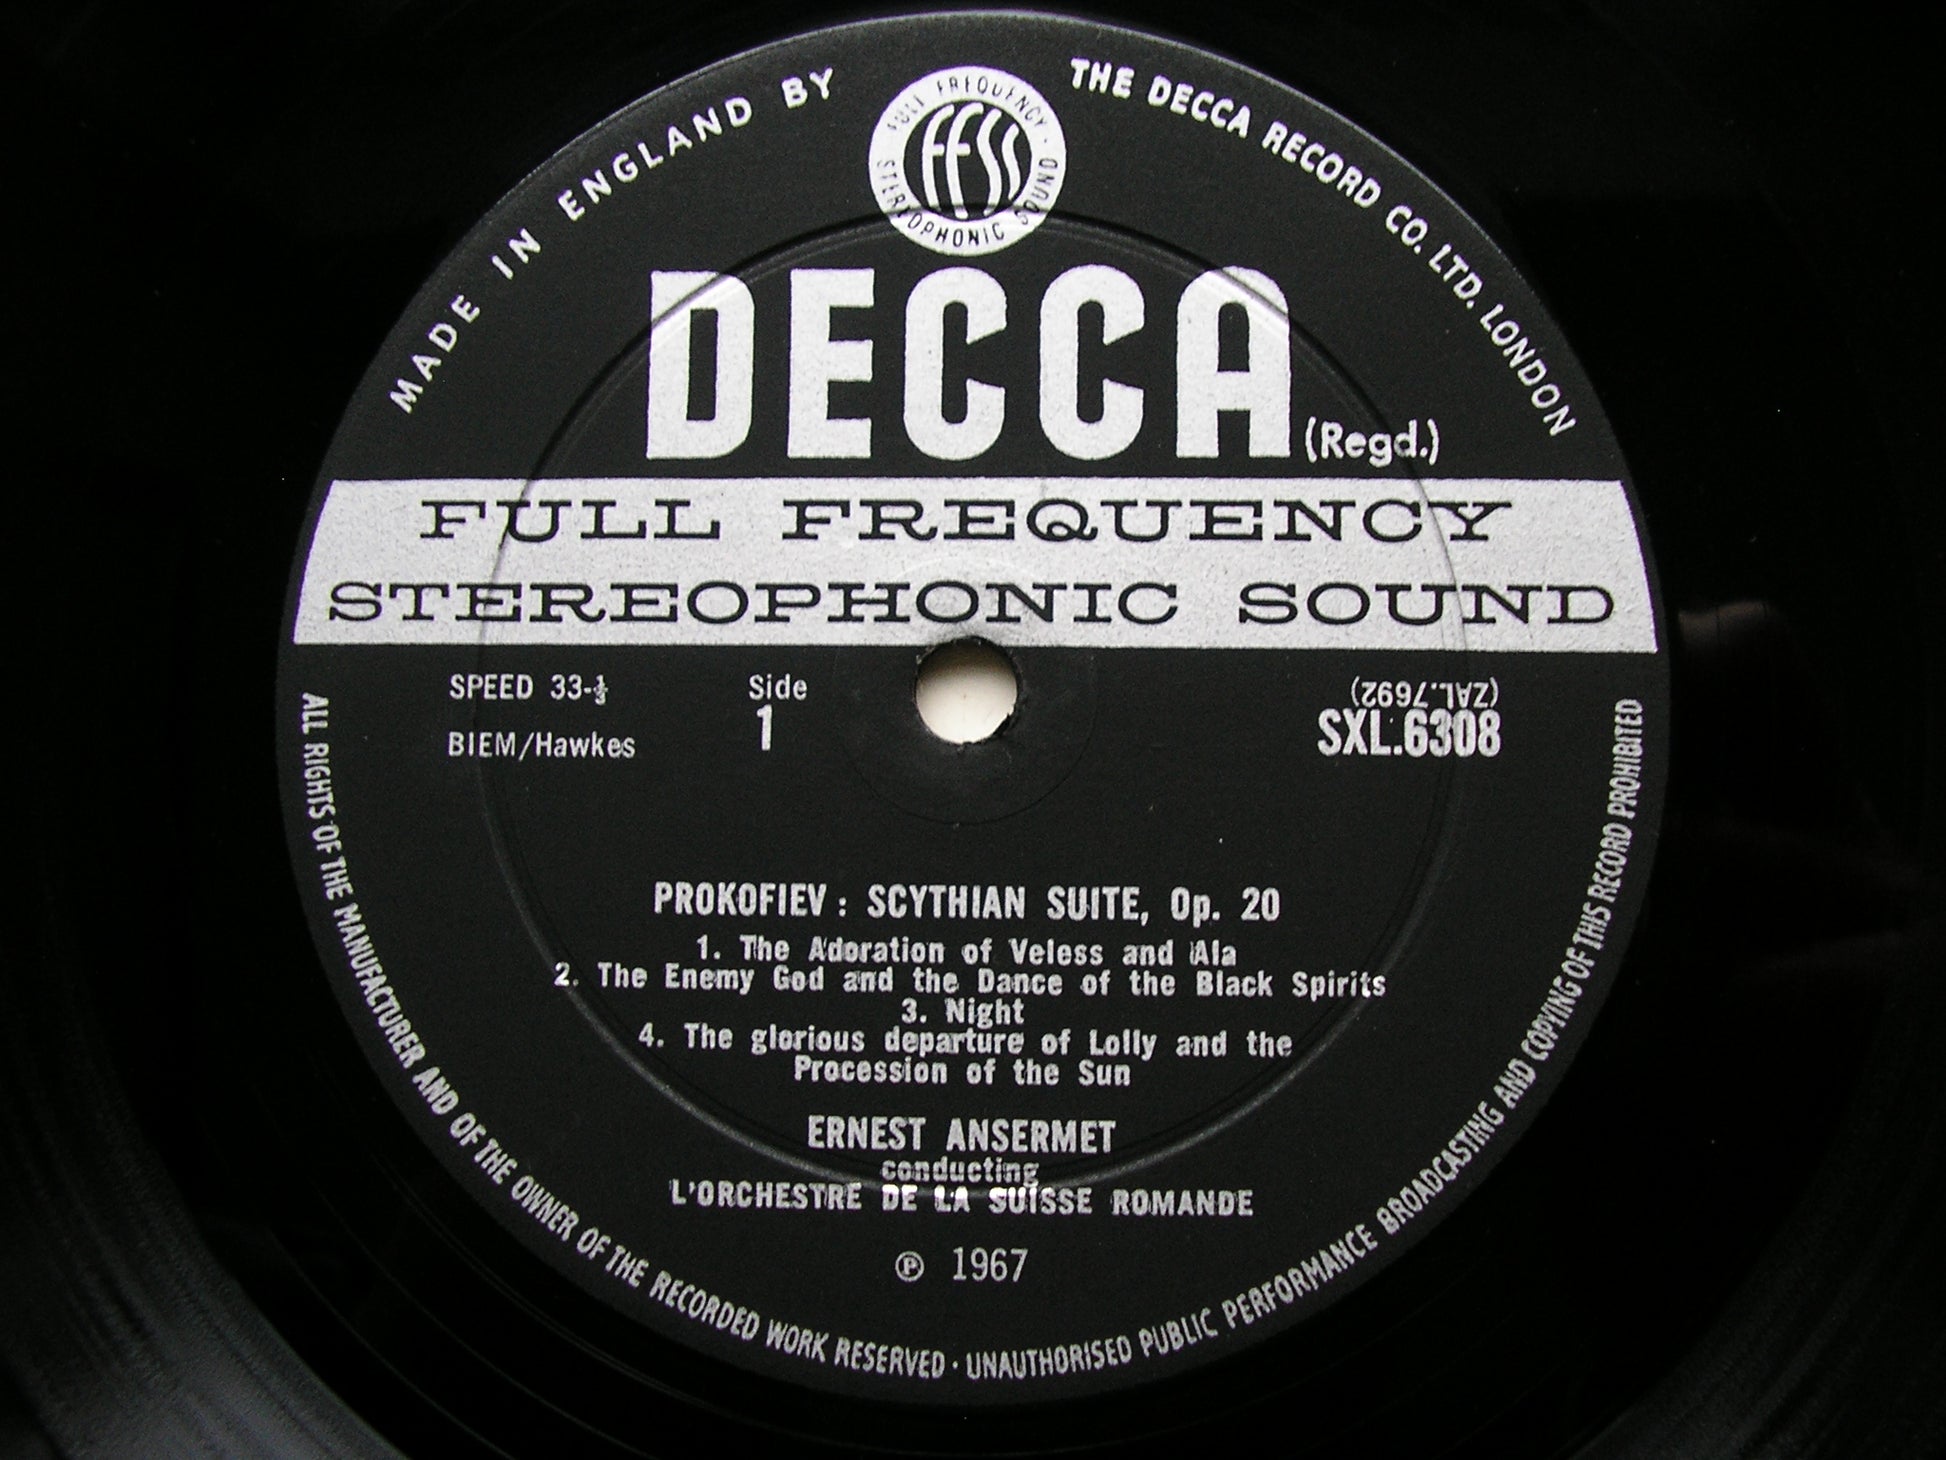 MADE IN ENGLAND BY
THE DECCA RECORD CO. LTD. LONDON
FULL FREQUENCY · STEREOPHONIC SOUND
FFSS
DECCA (Regd.)
FULL FREQUENCY
STEREOPHONIC SOUND
SPEED 33-⅓
Side
1
(ZAL.7692)
SXL.6308
BIEM/Hawkes
PROKOFIEV : SCYTHIAN SUITE, Op. 20
1. The Adoration of Veless and Ala
2. The Enemy God and the Dance of the Black Spirits
3. Night
4. The glorious departure of Lolly and the
Procession of the Sun
ERNEST ANSERMET
conducting
L'ORCHESTRE DE LA SUISSE ROMANDE
℗ 1967
ALL RIGHTS OF THE MANUFACTURER AND OF THE OWNER OF THE RECORDED WORK RESERVED · UNAUTHORISED PUBLIC PERFORMANCE BROADCASTING AND COPYING OF THIS RECORD PROHIBITED